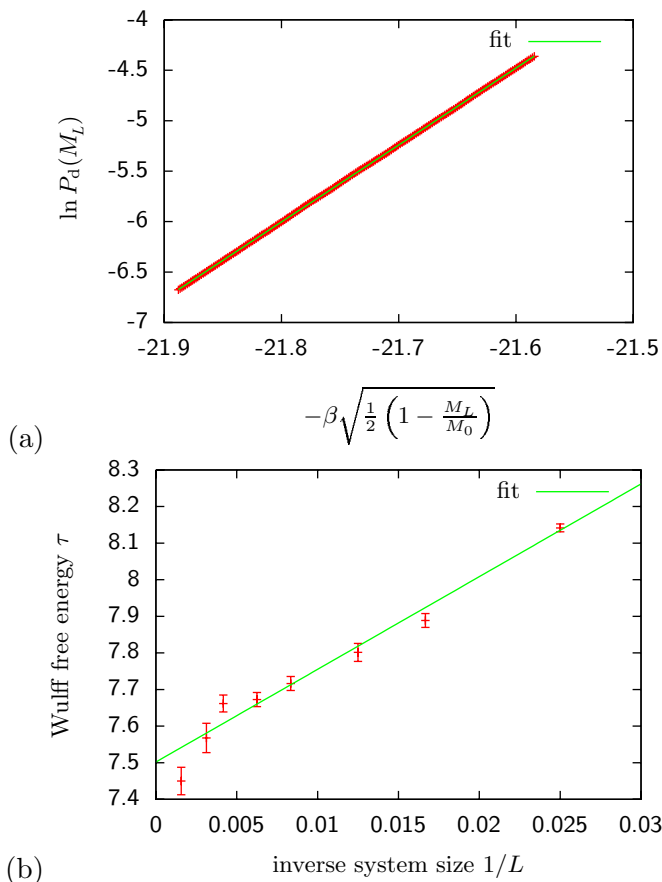 -4
-4.5
-5
-5.5
-6
-6.5
-7
ln P_d(M_L)
fit
-21.9 -21.8 -21.7 -21.6 -21.5
(a)
−β√(1/2 (1 − M_L/M_0))
8.3
8.2
8.1
8
7.9
7.8
7.7
7.6
7.5
7.4
Wulff free energy τ
fit
0 0.005 0.01 0.015 0.02 0.025 0.03
(b)
inverse system size 1/L